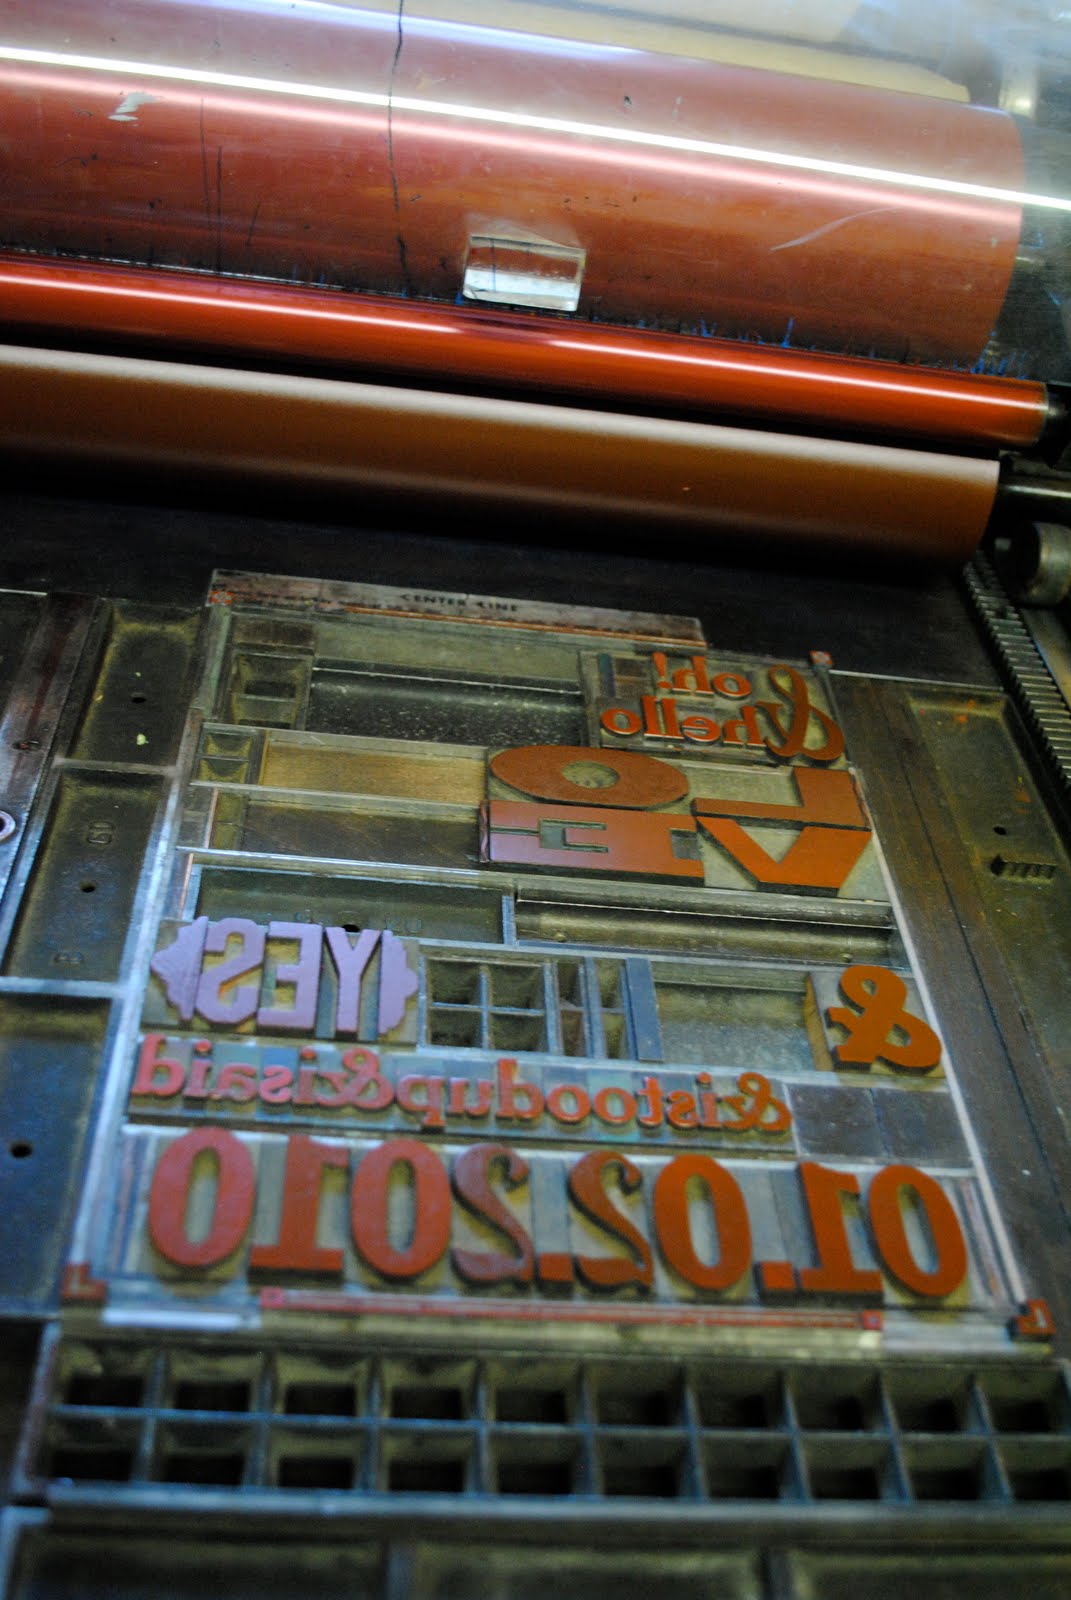 CENTER LINE
& oh!
hello
LO
VE
& YES
&istoodup&isaid
01.02.2010